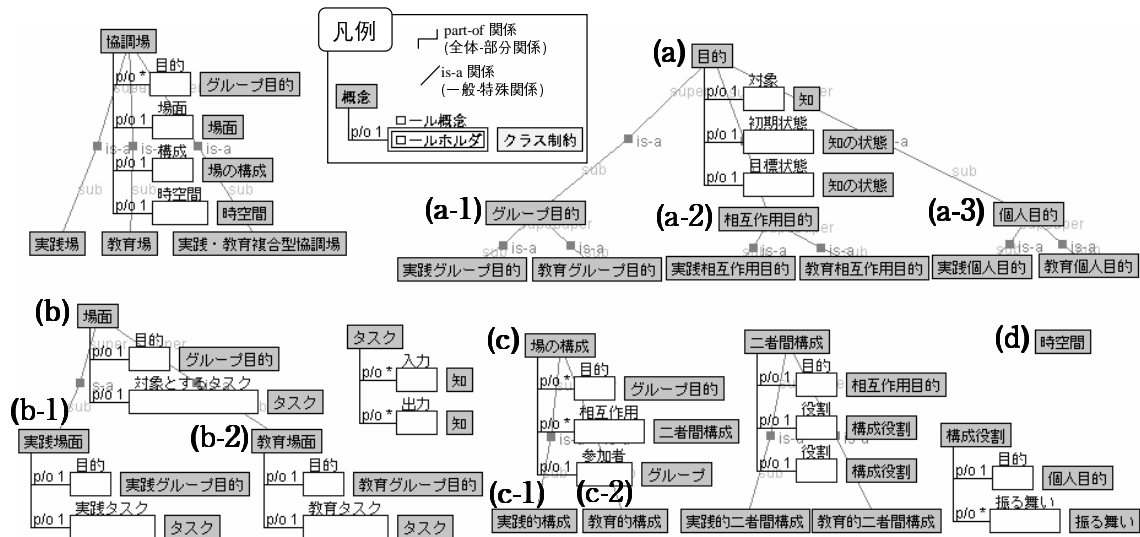 協調場
目的
p/o *
グループ目的
場面
p/o 1
場面
構成
is-a
is-a
p/o 1
場の構成
sub
sub
時空間
p/o 1
時空間
実践場
教育場
実践・教育複合型協調場
凡例
part-of 関係
(全体-部分関係)
is-a 関係
(一般-特殊関係)
概念
ロール概念
p/o 1
ロールホルダ
クラス制約
(a)
目的
super
super
対象
p/o 1
知
初期状態
is-a
p/o 1
知の状態
-a
目標状態
sub
sub
p/o 1
知の状態
(a-1)
グループ目的
(a-2)
相互作用目的
(a-3)
個人目的
sub
is-a
sub
is-a
is-a
実践グループ目的
教育グループ目的
実践相互作用目的
教育相互作用目的
実践個人目的
教育個人目的
(b)
場面
目的
super
p/o 1
グループ目的
対象とするタスク
p/o 1
タスク
sub
(b-1)
実践場面
目的
p/o 1
実践グループ目的
実践タスク
p/o 1
タスク
(b-2)
教育場面
目的
p/o 1
教育グループ目的
教育タスク
p/o 1
タスク
タスク
入力
p/o *
知
出力
p/o *
知
(c)
場の構成
目的
p/o *
グループ目的
相互作用
p/o *
二者間構成
参加者
p/o 1
グループ
(c-1)
(c-2)
実践的構成
教育的構成
二者間構成
目的
p/o 1
相互作用目的
役割
p/o 1
構成役割
is-a
is-a
役割
p/o 1
構成役割
実践的二者間構成
教育的二者間構成
(d)
時空間
構成役割
目的
p/o 1
個人目的
振る舞い
p/o *
振る舞い